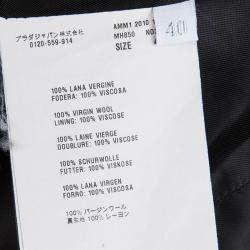 プラダジャパン株式会社
0120-559-914
AMM1 2010
MH850
SIZE
40
100% LANA VERGINE
FODERA: 100% VISCOSA
100% VIRGIN WOOL
LINING: 100% VISCOSE
100% LAINE VIERGE
DOUBLURE: 100% VISCOSE
100% SCHURWOLLE
FUTTER: 100% VISKOSE
100% LANA VIRGEN
FORRO: 100% VISCOSA
100% バージンウール
裏生地 100% レーヨン